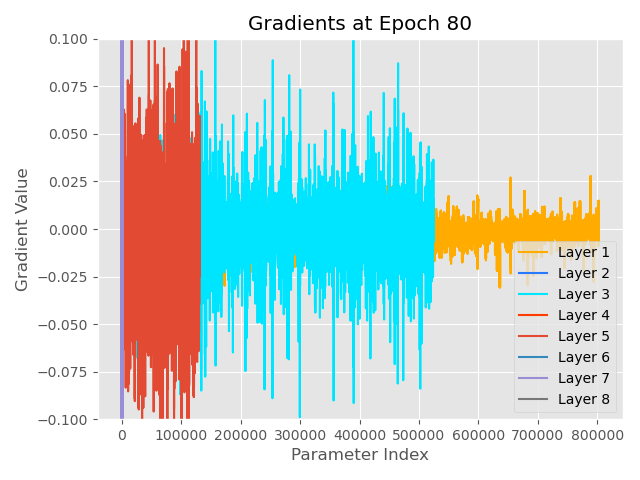 Gradients at Epoch 80
0.100
0.075
0.050
0.025
0.000
−0.025
−0.050
−0.075
−0.100
Gradient Value
0 100000 200000 300000 400000 500000 600000 700000 800000
Parameter Index
Layer 1
Layer 2
Layer 3
Layer 4
Layer 5
Layer 6
Layer 7
Layer 8